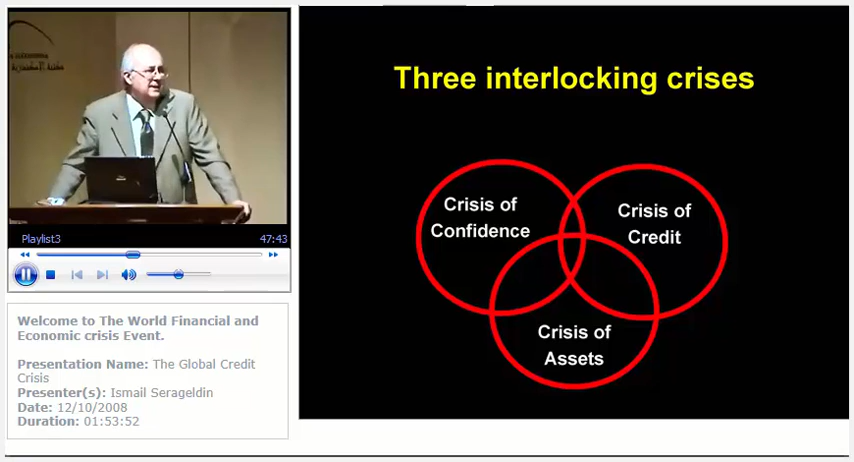 مكتبة الإسكندرية
Playlist3
47:43
Welcome to The World Financial and
Economic crisis Event.
Presentation Name: The Global Credit
Crisis
Presenter(s): Ismail Serageldin
Date: 12/10/2008
Duration: 01:53:52
Three interlocking crises
Crisis of
Confidence
Crisis of
Credit
Crisis of
Assets